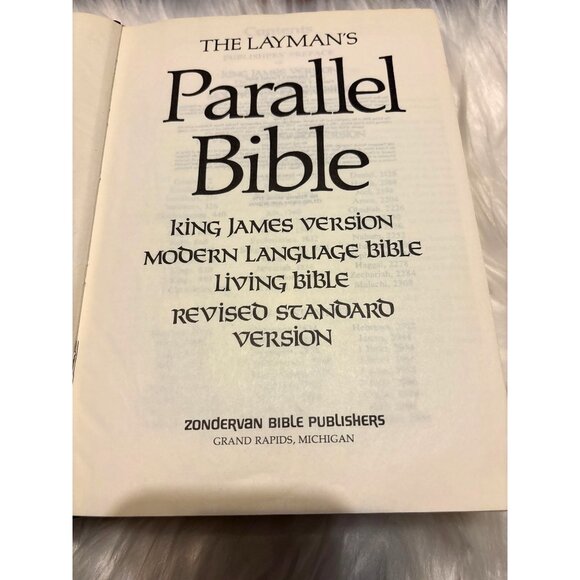 THE LAYMAN'S
Parallel
Bible
King James Version
Modern Language Bible
Living Bible
Revised Standard
Version
ZONDERVAN BIBLE PUBLISHERS
GRAND RAPIDS, MICHIGAN